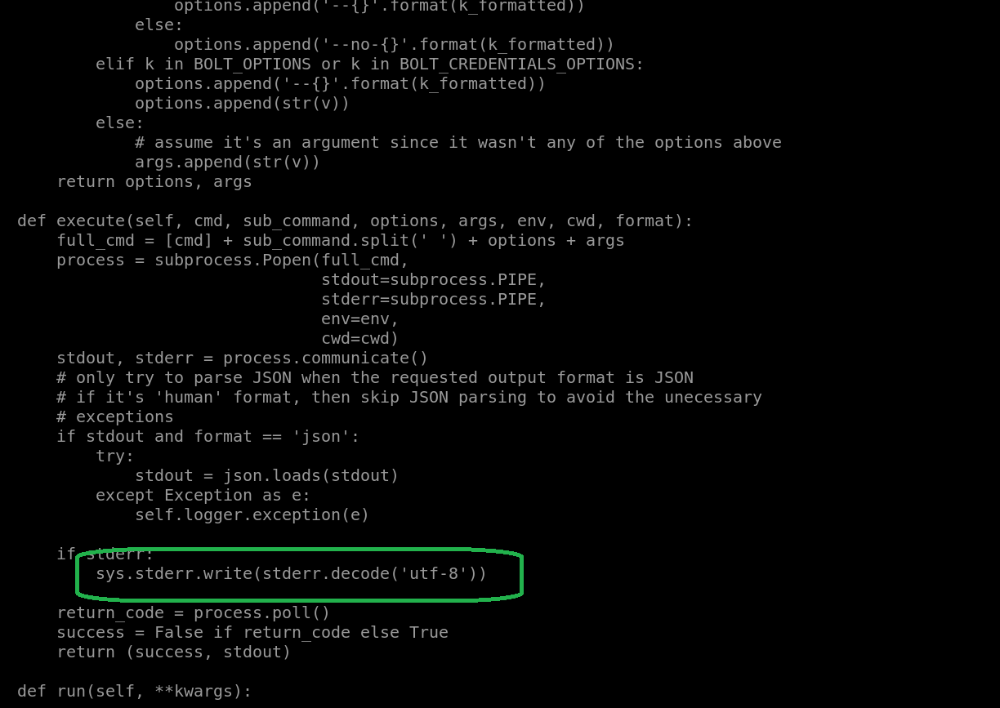 options.append('--{}'.format(k_formatted))
else:
options.append('--no-{}'.format(k_formatted))
elif k in BOLT_OPTIONS or k in BOLT_CREDENTIALS_OPTIONS:
options.append('--{}'.format(k_formatted))
options.append(str(v))
else:
# assume it's an argument since it wasn't any of the options above
args.append(str(v))
return options, args
def execute(self, cmd, sub_command, options, args, env, cwd, format):
full_cmd = [cmd] + sub_command.split(' ') + options + args
process = subprocess.Popen(full_cmd,
stdout=subprocess.PIPE,
stderr=subprocess.PIPE,
env=env,
cwd=cwd)
stdout, stderr = process.communicate()
# only try to parse JSON when the requested output format is JSON
# if it's 'human' format, then skip JSON parsing to avoid the unecessary
# exceptions
if stdout and format == 'json':
try:
stdout = json.loads(stdout)
except Exception as e:
self.logger.exception(e)
if stderr:
sys.stderr.write(stderr.decode('utf-8'))
return_code = process.poll()
success = False if return_code else True
return (success, stdout)
def run(self, **kwargs):